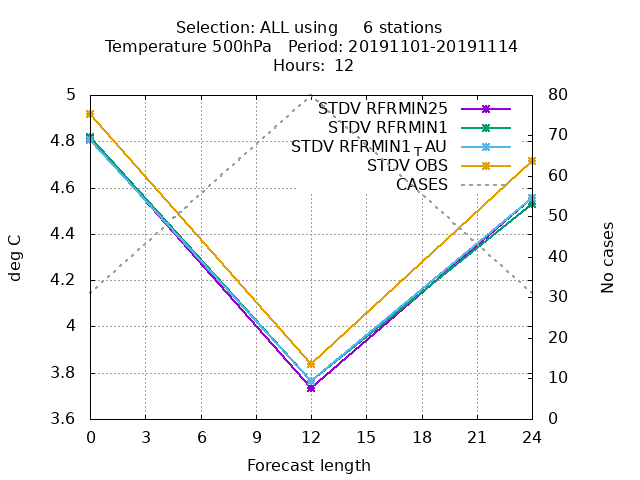 Selection: ALL using     6 stations
Temperature 500hPa   Period: 20191101-20191114
Hours: 12
STDV RFRMIN25
STDV RFRMIN1
STDV RFRMIN1TAU
STDV OBS
CASES
5
4.8
4.6
4.4
4.2
4
3.8
3.6
deg C
80
70
60
50
40
30
20
10
0
No cases
0 3 6 9 12 15 18 21 24
Forecast length